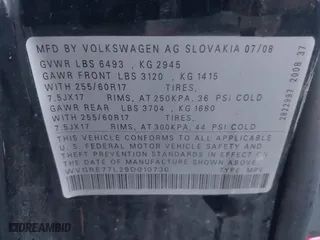 MFD BY VOLKSWAGEN AG SLOVAKIA 07/08
GVWR LBS 6493 , KG 2945
GAWR FRONT LBS 3120 , KG 1415
WITH 255/60R17 TIRES,
7.5JX17 RIMS, AT 250KPA, 36 PSI COLD
GAWR REAR LBS 3704 , KG 1680
WITH 255/60R17 TIRES,
7.5JX17 RIMS, AT 300KPA, 44 PSI COLD
THIS VEHICLE CONFORMS TO ALL APPLICABLE
FEDERAL MOTOR VEHICLE SAFETY AND
THEFT PREVENTION STANDARDS IN EFFECT
ON THE DATE OF MANUFACTURE SHOWN ABOVE.
WVGRE77L29D010730 TYPE: MPV
2008 37